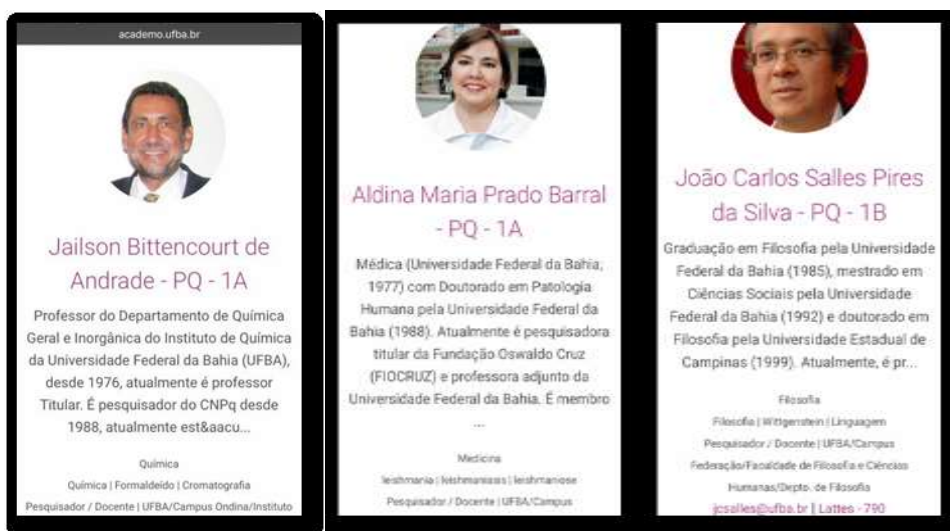 academo.ufba.br
Jailson Bittencourt de
Andrade - PQ - 1A
Professor do Departamento de Química
Geral e Inorgânica do Instituto de Química
da Universidade Federal da Bahia (UFBA),
desde 1976, atualmente é professor
Titular. É pesquisador do CNPq desde
1988, atualmente est&aacu...
Química
Química | Formaldeído | Cromatografia
Pesquisador / Docente | UFBA/Campus Ondina/Instituto
Aldina Maria Prado Barral
- PQ - 1A
Médica (Universidade Federal da Bahia,
1977) com Doutorado em Patologia
Humana pela Universidade Federal da
Bahia (1988). Atualmente é pesquisadora
titular da Fundação Oswaldo Cruz
(FIOCRUZ) e professora adjunto da
Universidade Federal da Bahia. É membro
...
Medicina
leishmania | leishmaniasis | leishmaniose
Pesquisador / Docente | UFBA/Campus
João Carlos Salles Pires
da Silva - PQ - 1B
Graduação em Filosofia pela Universidade
Federal da Bahia (1985), mestrado em
Ciências Sociais pela Universidade
Federal da Bahia (1992) e doutorado em
Filosofia pela Universidade Estadual de
Campinas (1999). Atualmente, é pr...
Filosofia
Filosofia | Wittgenstein | Linguagem
Pesquisador / Docente | UFBA/Campus
Federação/Faculdade de Filosofia e Ciências
Humanas/Depto. de Filosofia
jcsalles@ufba.br | Lattes - 790